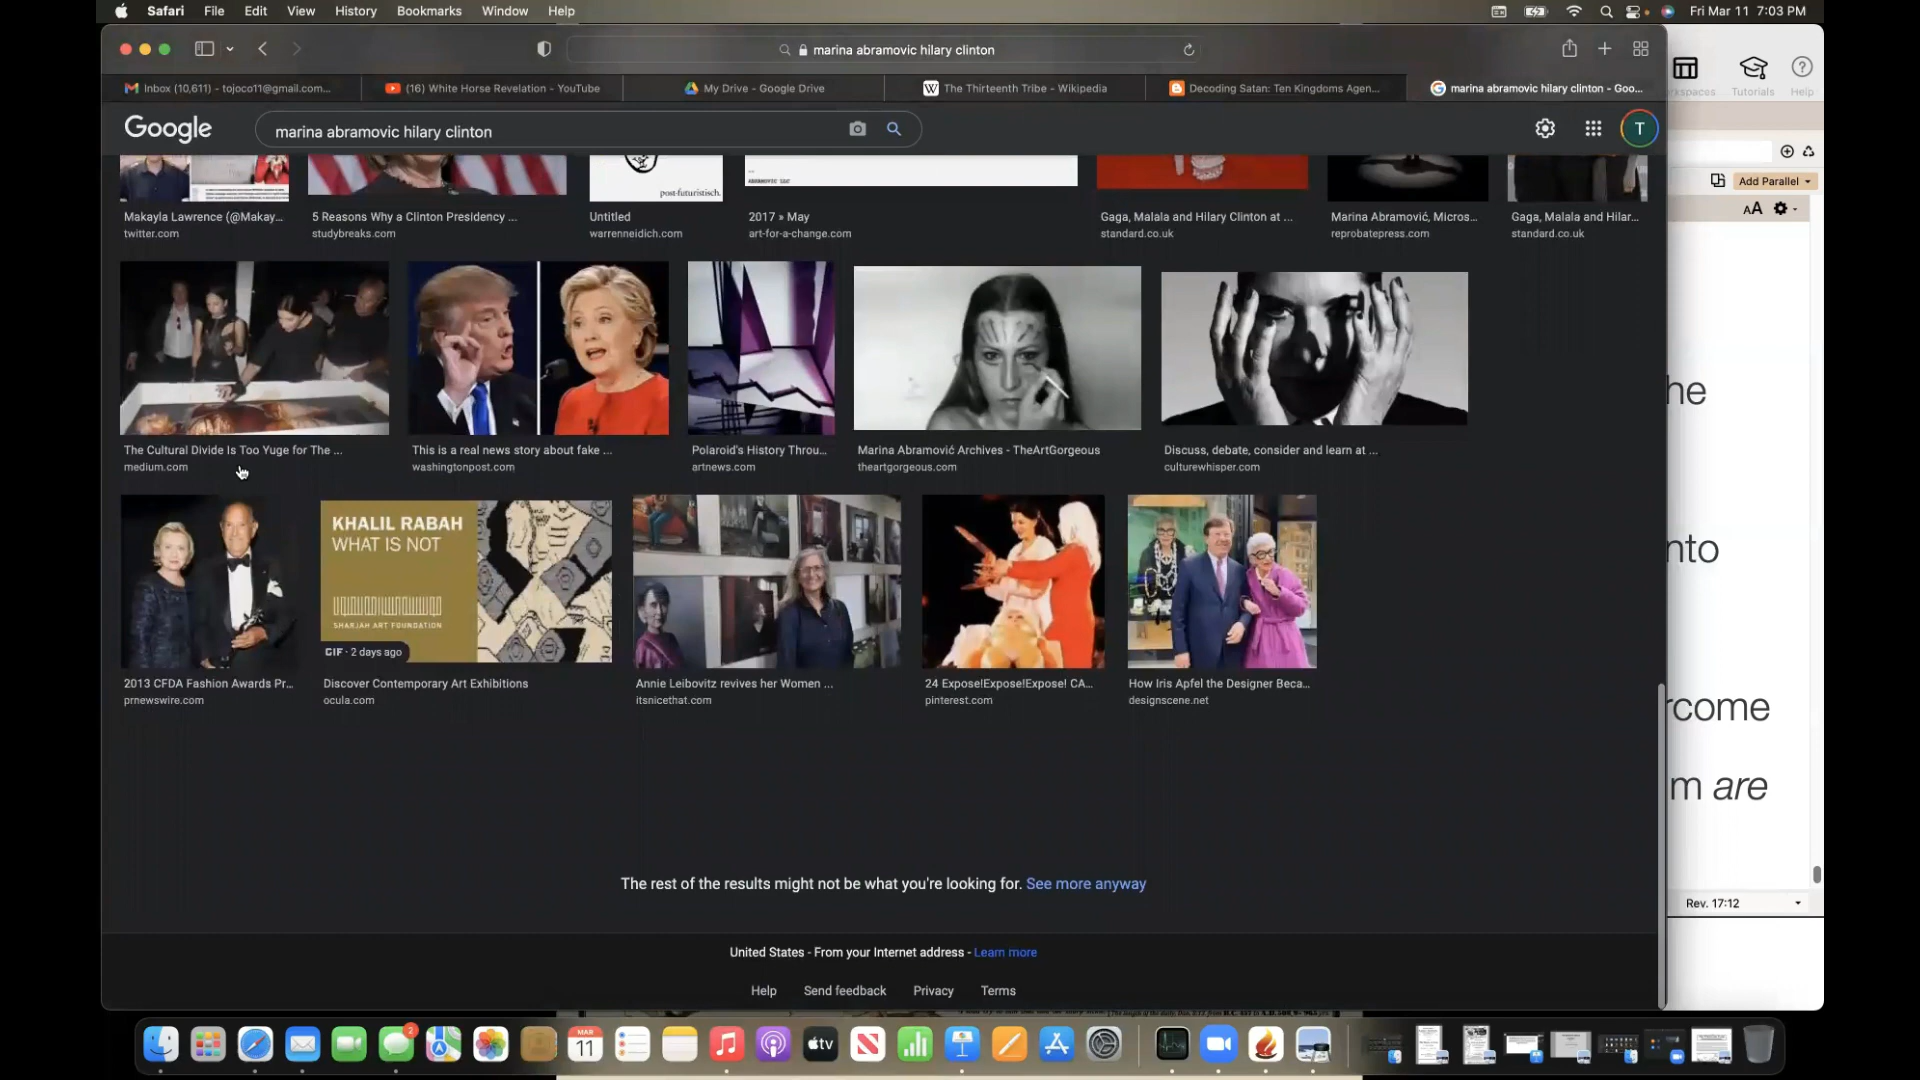 Safari File Edit View History Bookmarks Window Help
Fri Mar 11 7:03 PM
marina abramovic hilary clinton
Inbox (10,611) - tojoco11@gmail.com...
(16) White Horse Revelation - YouTube
My Drive - Google Drive
The Thirteenth Tribe - Wikipedia
Decoding Satan: Ten Kingdoms Agen...
marina abramovic hilary clinton - Goo...
Tutorials
Help
Google
marina abramovic hilary clinton
T
Add Parallel
AA
post-futuristisch.
Makayla Lawrence (@Makay...
twitter.com
5 Reasons Why a Clinton Presidency ...
studybreaks.com
Untitled
warrenneidich.com
2017 » May
art-for-a-change.com
Gaga, Malala and Hilary Clinton at ...
standard.co.uk
Marina Abramović, Micros...
reprobatepress.com
Gaga, Malala and Hilar...
standard.co.uk
The Cultural Divide Is Too Yuge for The ...
medium.com
This is a real news story about fake ...
washingtonpost.com
Polaroid's History Throu...
artnews.com
Marina Abramović Archives - TheArtGorgeous
theartgorgeous.com
Discuss, debate, consider and learn at ...
culturewhisper.com
he
nto
rcome
m are
KHALIL RABAH
WHAT IS NOT
SHARJAH ART FOUNDATION
GIF · 2 days ago
2013 CFDA Fashion Awards Pr...
prnewswire.com
Discover Contemporary Art Exhibitions
ocula.com
Annie Leibovitz revives her Women ...
itsnicethat.com
24 Expose!Expose!Expose! CA...
pinterest.com
How Iris Apfel the Designer Beca...
designscene.net
The rest of the results might not be what you're looking for. See more anyway
Rev. 17:12
United States - From your Internet address - Learn more
Help Send feedback Privacy Terms
2
MAR
11
tv